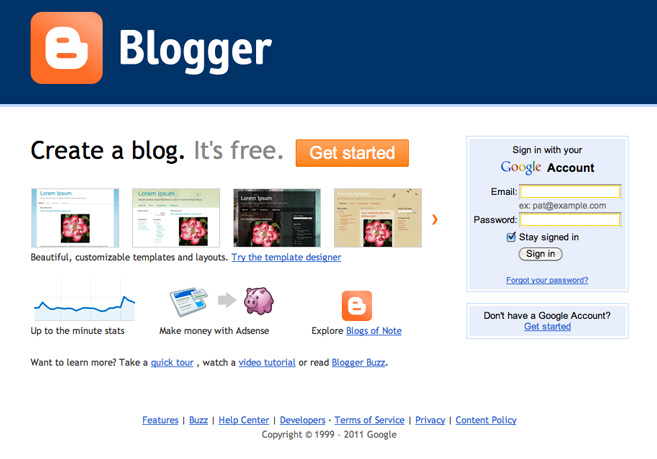 Blogger
Create a blog. It's free. Get started
Lorem Ipsum
Lorem Ipsum
Lorem Ipsum
Lorem Ipsum
Beautiful, customizable templates and layouts. Try the template designer
Up to the minute stats
Make money with Adsense
Explore Blogs of Note
Want to learn more? Take a quick tour , watch a video tutorial or read Blogger Buzz.
Sign in with your
Google Account
Email:
ex: pat@example.com
Password:
Stay signed in
Sign in
Forgot your password?
Don't have a Google Account?
Get started
Features | Buzz | Help Center | Developers · Terms of Service | Privacy | Content Policy
Copyright © 1999 – 2011 Google